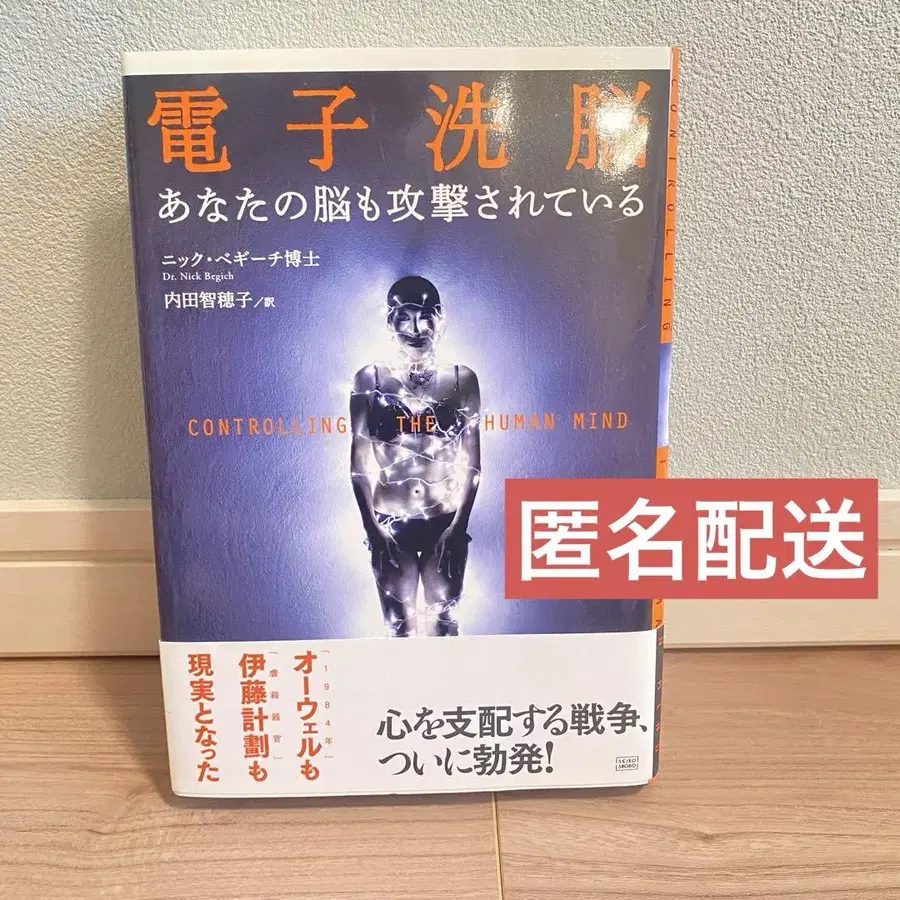 電子洗脳
あなたの脳も攻撃されている
ニック・ベギーチ博士
Dr. Nick Begich
内田智穂子/訳
CONTROLLING THE HUMAN MIND
CONTROLLING
匿名配送
「1984年」
オーウェルも
「虐殺器官」
伊藤計劃も
現実となった
心を支配する戦争、
ついに勃発!
SEIKO
SHOBO